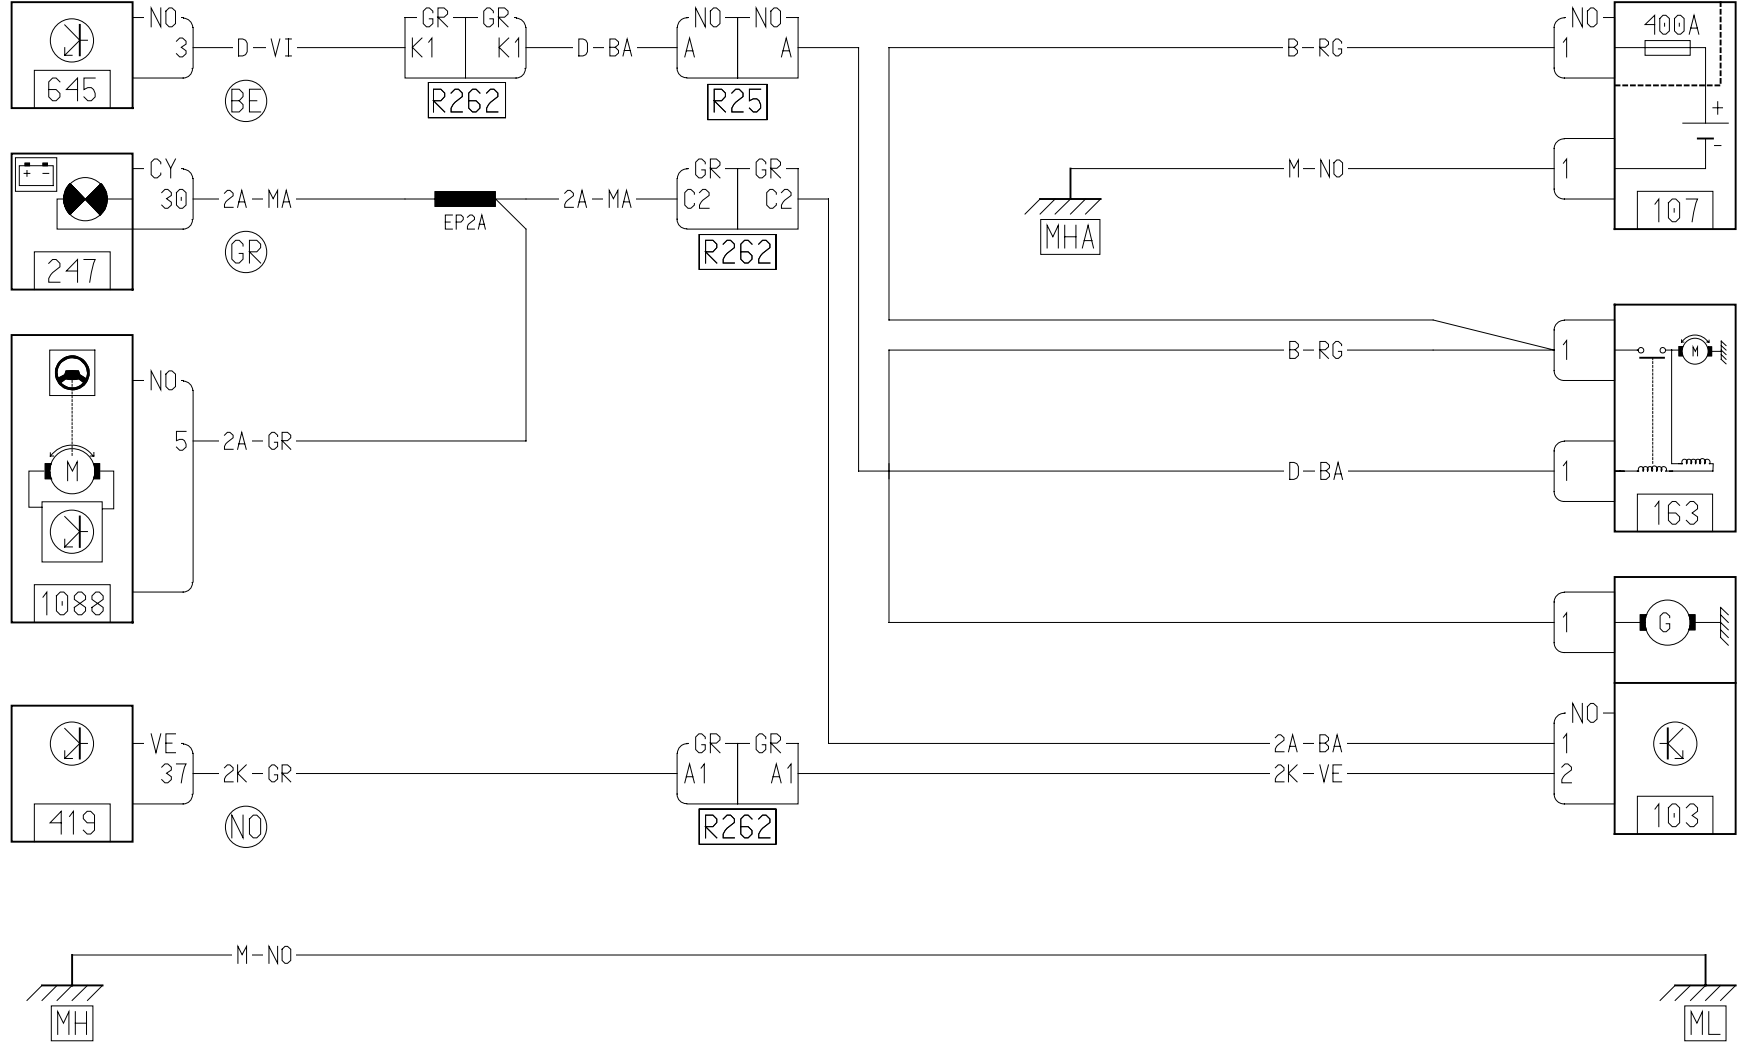 NO GR GR NO NO NO 400A
3 D-VI K1 K1 D-BA A A B-RG 1
645 BE R262 R25 +
CY GR GR M-NO 1 -
+ - 30 2A-MA 2A-MA C2 C2
EP2A
247 GR R262 MHA 107
NO B-RG 1 M
5 2A-GR
M D-BA 1
163
1088 1 G
VE GR GR NO
2A-BA 1
37 2K-GR A1 A1 2K-VE 2
419 NO R262 103
M-NO
MH ML